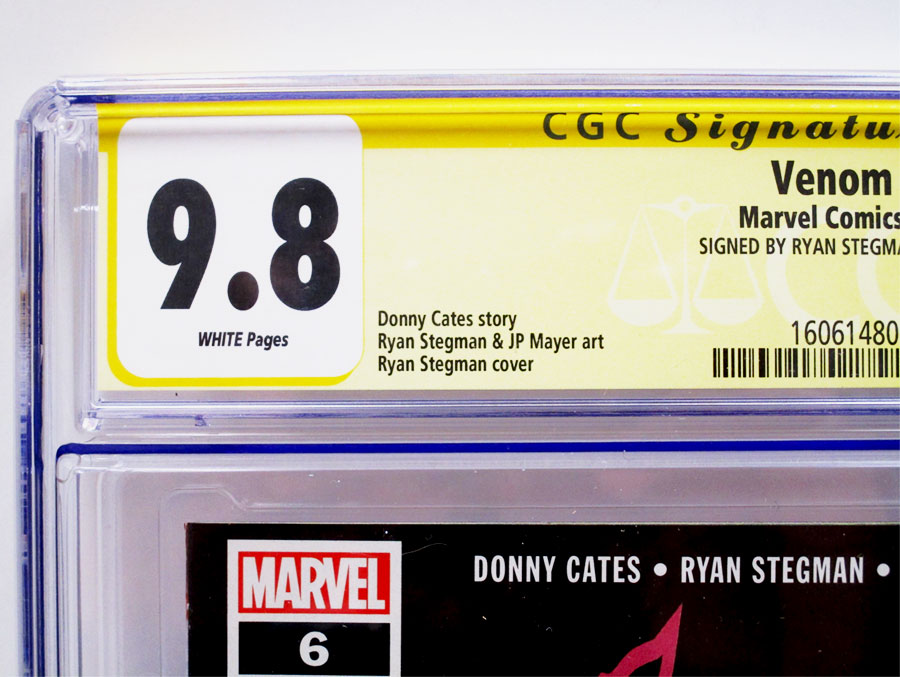 CGC Signatu
9.8
WHITE Pages
Venom
Marvel Comics
SIGNED BY RYAN STEGMA
Donny Cates story
Ryan Stegman & JP Mayer art
Ryan Stegman cover
16061480
MARVEL
6
DONNY CATES • RYAN STEGMAN •